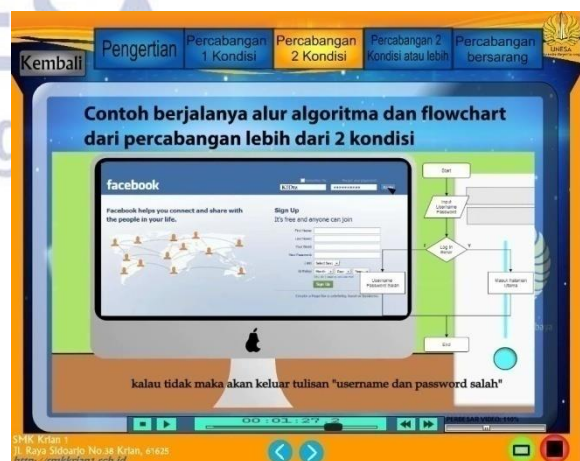 Kembali
Pengertian
Percabangan
1 Kondisi
Percabangan
2 Kondisi
Percabangan 2
Kondisi atau lebih
Percabangan
bersarang
UNESA
Contoh berjalanya alur algoritma dan flowchart
dari percabangan lebih dari 2 kondisi
facebook
Facebook helps you connect and share with
the people in your life.
Sign Up
It's free and anyone can join
Sign Up
Start
Input
Username
Password
Log In
Username
Password Salah
Masuk Halaman
Utama
End
kalau tidak maka akan keluar tulisan "username dan password salah"
00:01:27
SMK Krian 1
Jl. Raya Sidoarjo No.38 Krian, 61625